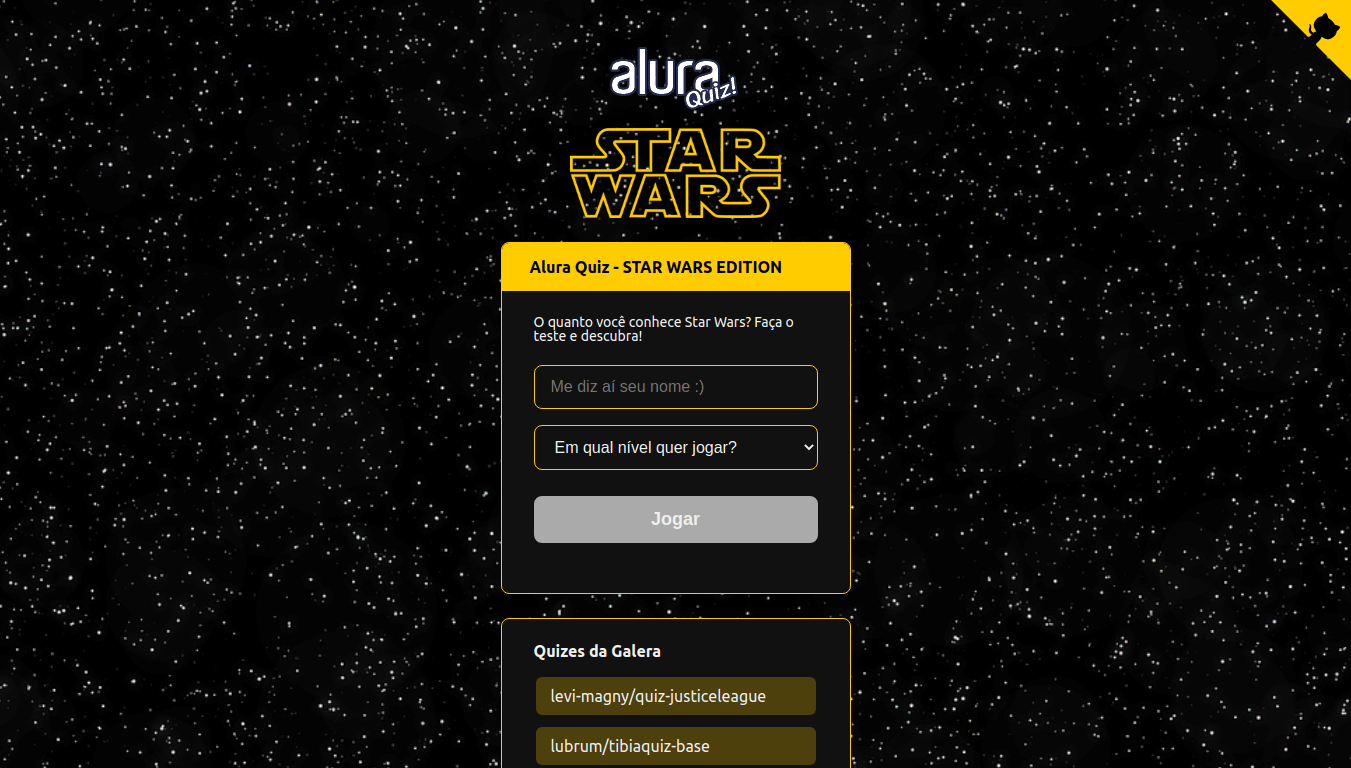 alura
Quiz!
STAR
WARS
Alura Quiz - STAR WARS EDITION
O quanto você conhece Star Wars? Faça o
teste e descubra!
Me diz aí seu nome :)
Em qual nível quer jogar?
Jogar
Quizes da Galera
levi-magny/quiz-justiceleague
lubrum/tibiaquiz-base